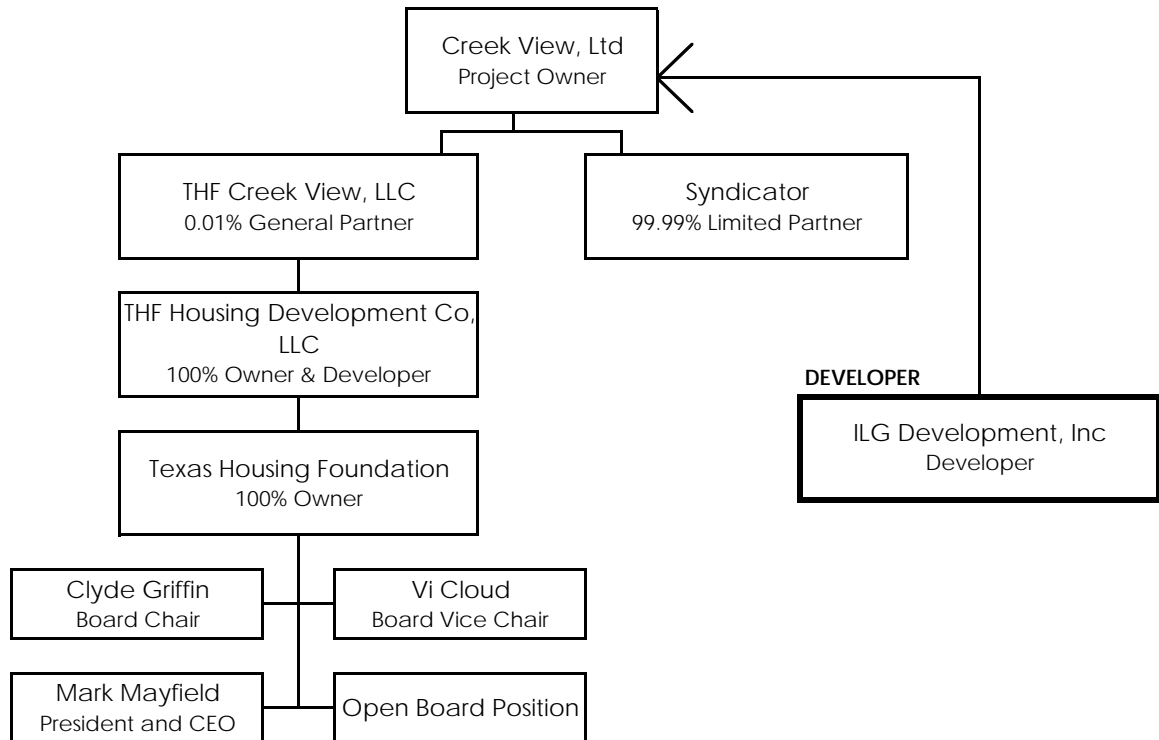 Creek View, Ltd
Project Owner
THF Creek View, LLC
0.01% General Partner
Syndicator
99.99% Limited Partner
THF Housing Development Co,
LLC
100% Owner & Developer
DEVELOPER
ILG Development, Inc
Developer
Texas Housing Foundation
100% Owner
Clyde Griffin
Board Chair
Vi Cloud
Board Vice Chair
Mark Mayfield
President and CEO
Open Board Position